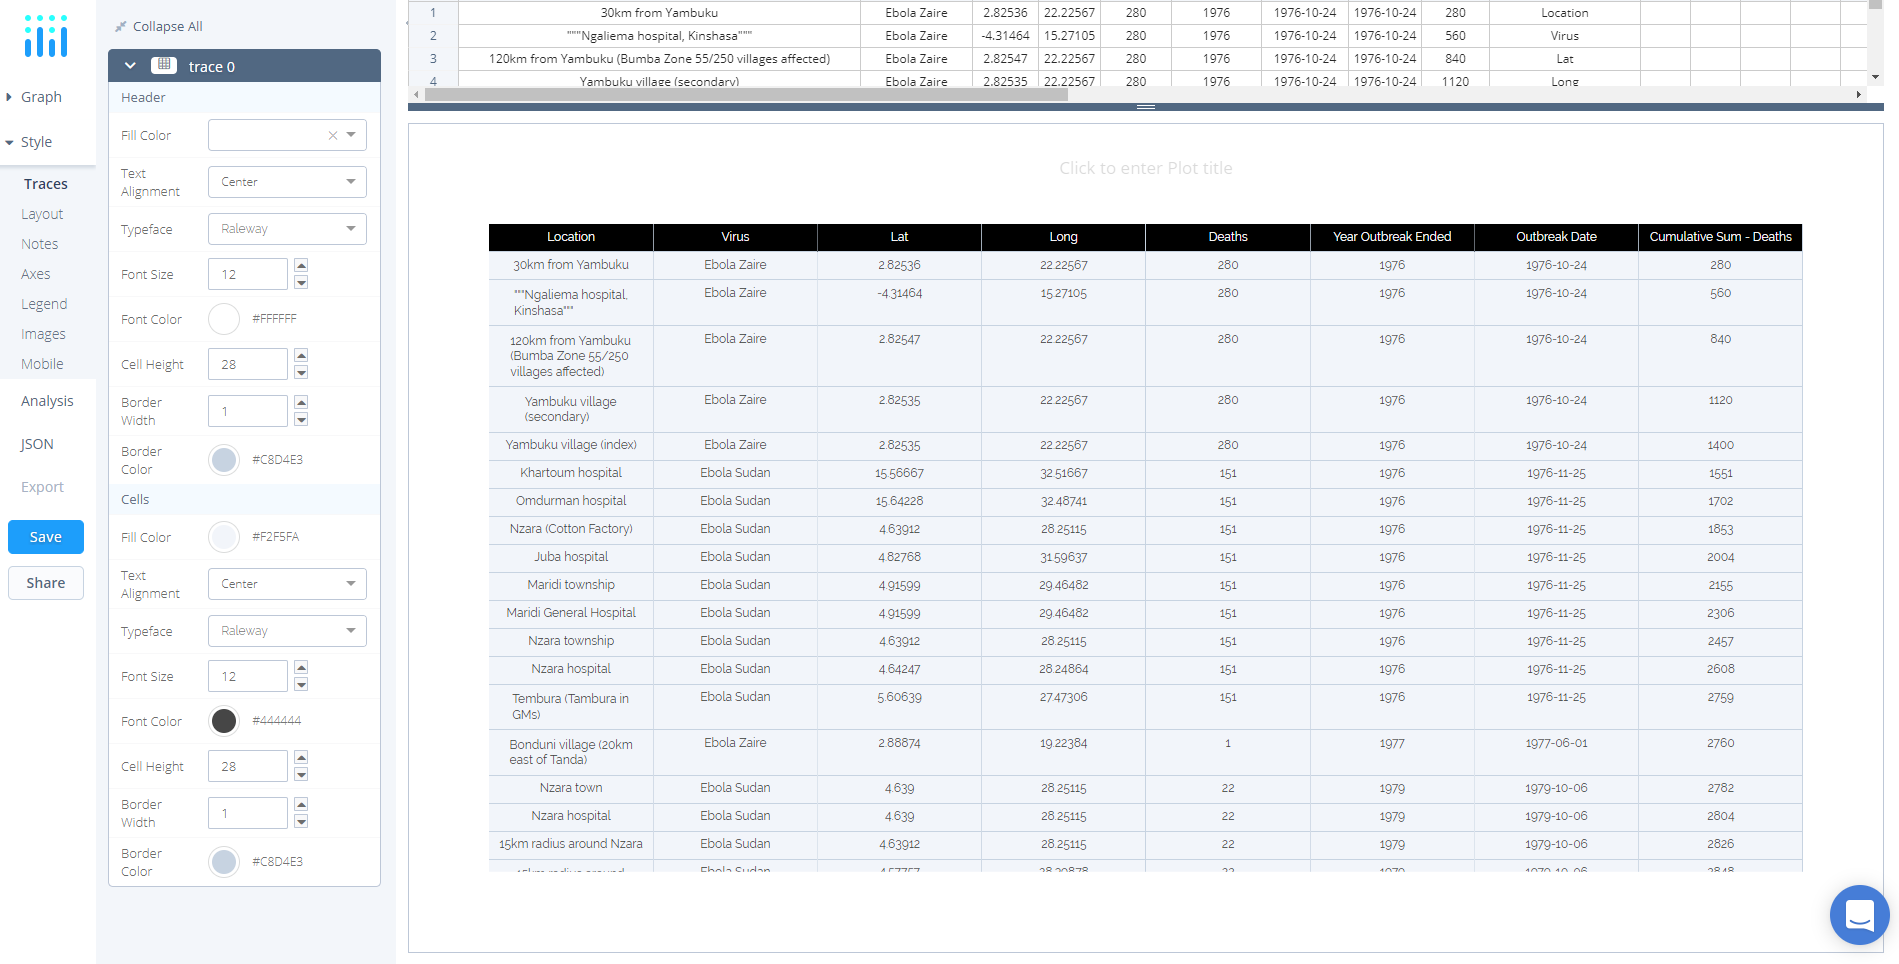 Collapse All
Graph
Style
Traces
Layout
Notes
Axes
Legend
Images
Mobile
Analysis
JSON
Export
Save
Share
trace 0
Header
Fill Color
Text Alignment Center
Typeface Raleway
Font Size 12
Font Color #FFFFFF
Cell Height 28
Border Width 1
Border Color #C8D4E3
Cells
Fill Color #F2F5FA
Text Alignment Center
Typeface Raleway
Font Size 12
Font Color #444444
Cell Height 28
Border Width 1
Border Color #C8D4E3
1 30km from Yambuku Ebola Zaire 2.82536 22.22567 280 1976 1976-10-24 1976-10-24 280 Location
2 """Ngaliema hospital, Kinshasa""" Ebola Zaire -4.31464 15.27105 280 1976 1976-10-24 1976-10-24 560 Virus
3 120km from Yambuku (Bumba Zone 55/250 villages affected) Ebola Zaire 2.82547 22.22567 280 1976 1976-10-24 1976-10-24 840 Lat
4 Yambuku village (secondary) Ebola Zaire 2.82535 22.22567 280 1976 1976-10-24 1976-10-24 1120 Long
Click to enter Plot title
Location Virus Lat Long Deaths Year Outbreak Ended Outbreak Date Cumulative Sum - Deaths
30km from Yambuku Ebola Zaire 2.82536 22.22567 280 1976 1976-10-24 280
"""Ngaliema hospital, Kinshasa""" Ebola Zaire -4.31464 15.27105 280 1976 1976-10-24 560
120km from Yambuku (Bumba Zone 55/250 villages affected) Ebola Zaire 2.82547 22.22567 280 1976 1976-10-24 840
Yambuku village (secondary) Ebola Zaire 2.82535 22.22567 280 1976 1976-10-24 1120
Yambuku village (index) Ebola Zaire 2.82535 22.22567 280 1976 1976-10-24 1400
Khartoum hospital Ebola Sudan 15.56667 32.51667 151 1976 1976-11-25 1551
Omdurman hospital Ebola Sudan 15.64228 32.48741 151 1976 1976-11-25 1702
Nzara (Cotton Factory) Ebola Sudan 4.63912 28.25115 151 1976 1976-11-25 1853
Juba hospital Ebola Sudan 4.82768 31.59637 151 1976 1976-11-25 2004
Maridi township Ebola Sudan 4.91599 29.46482 151 1976 1976-11-25 2155
Maridi General Hospital Ebola Sudan 4.91599 29.46482 151 1976 1976-11-25 2306
Nzara township Ebola Sudan 4.63912 28.25115 151 1976 1976-11-25 2457
Nzara hospital Ebola Sudan 4.64247 28.24864 151 1976 1976-11-25 2608
Tembura (Tambura in GMs) Ebola Sudan 5.60639 27.47306 151 1976 1976-11-25 2759
Bonduni village (20km east of Tanda) Ebola Zaire 2.88874 19.22384 1 1977 1977-06-01 2760
Nzara town Ebola Sudan 4.639 28.25115 22 1979 1979-10-06 2782
Nzara hospital Ebola Sudan 4.639 28.25115 22 1979 1979-10-06 2804
15km radius around Nzara Ebola Sudan 4.63912 28.25115 22 1979 1979-10-06 2826
15km radius around Ebola Sudan 22 1979 1979-10-06 2848